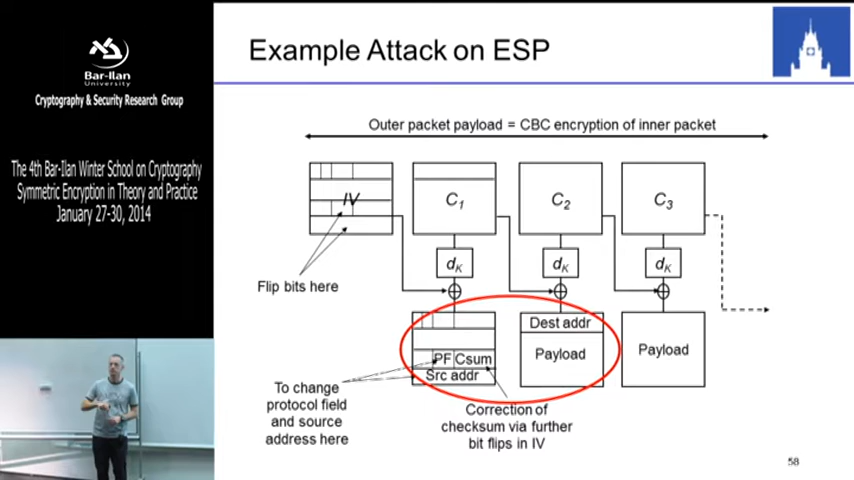 Bar-Ilan
University
Cryptography & Security Research Group
The 4th Bar-Ilan Winter School on Cryptography
Symmetric Encryption in Theory and Practice
January 27-30, 2014
Example Attack on ESP
Outer packet payload = CBC encryption of inner packet
IV
C1
C2
C3
Flip bits here
dK
dK
dK
Dest addr
PF Csum
Src addr
Payload
Payload
To change
protocol field
and source
address here
Correction of
checksum via further
bit flips in IV
58